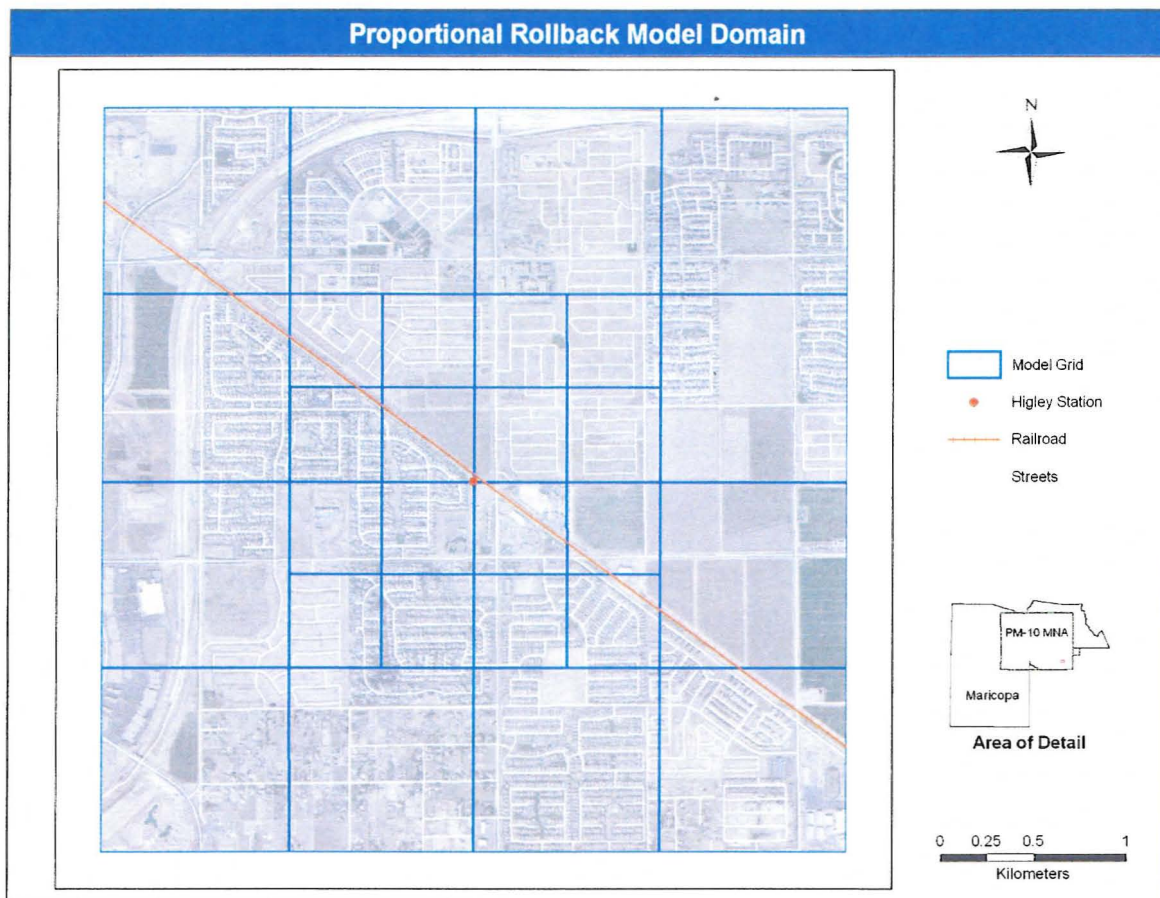 Proportional Rollback Model Domain
N
Model Grid
Higley Station
Railroad
Streets
PM-10 MNA
Maricopa
Area of Detail
0 0.25 0.5 1
Kilometers